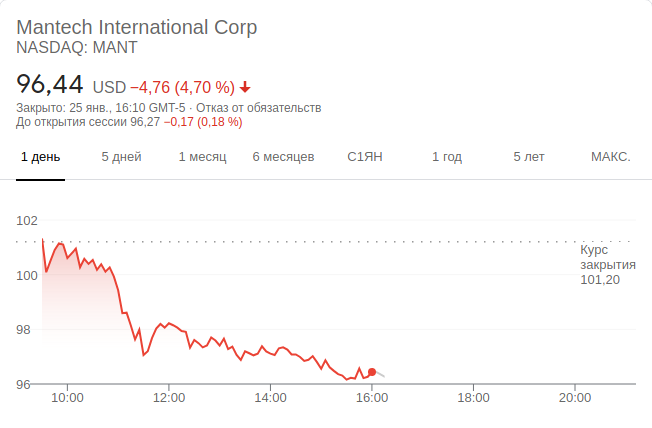 Mantech International Corp
NASDAQ: MANT
96,44 USD −4,76 (4,70 %)
Закрыто: 25 янв., 16:10 GMT-5 · Отказ от обязательств
До открытия сессии 96,27 −0,17 (0,18 %)
1 день 5 дней 1 месяц 6 месяцев С1ЯН 1 год 5 лет МАКС.
102
Курс
закрытия
101,20
100
98
96
10:00 12:00 14:00 16:00 18:00 20:00